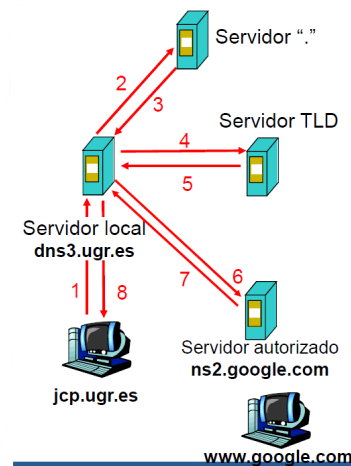 Servidor “.”
2
3
Servidor TLD
4
5
Servidor local
dns3.ugr.es
6
7
1
8
Servidor autorizado
ns2.google.com
jcp.ugr.es
www.google.com